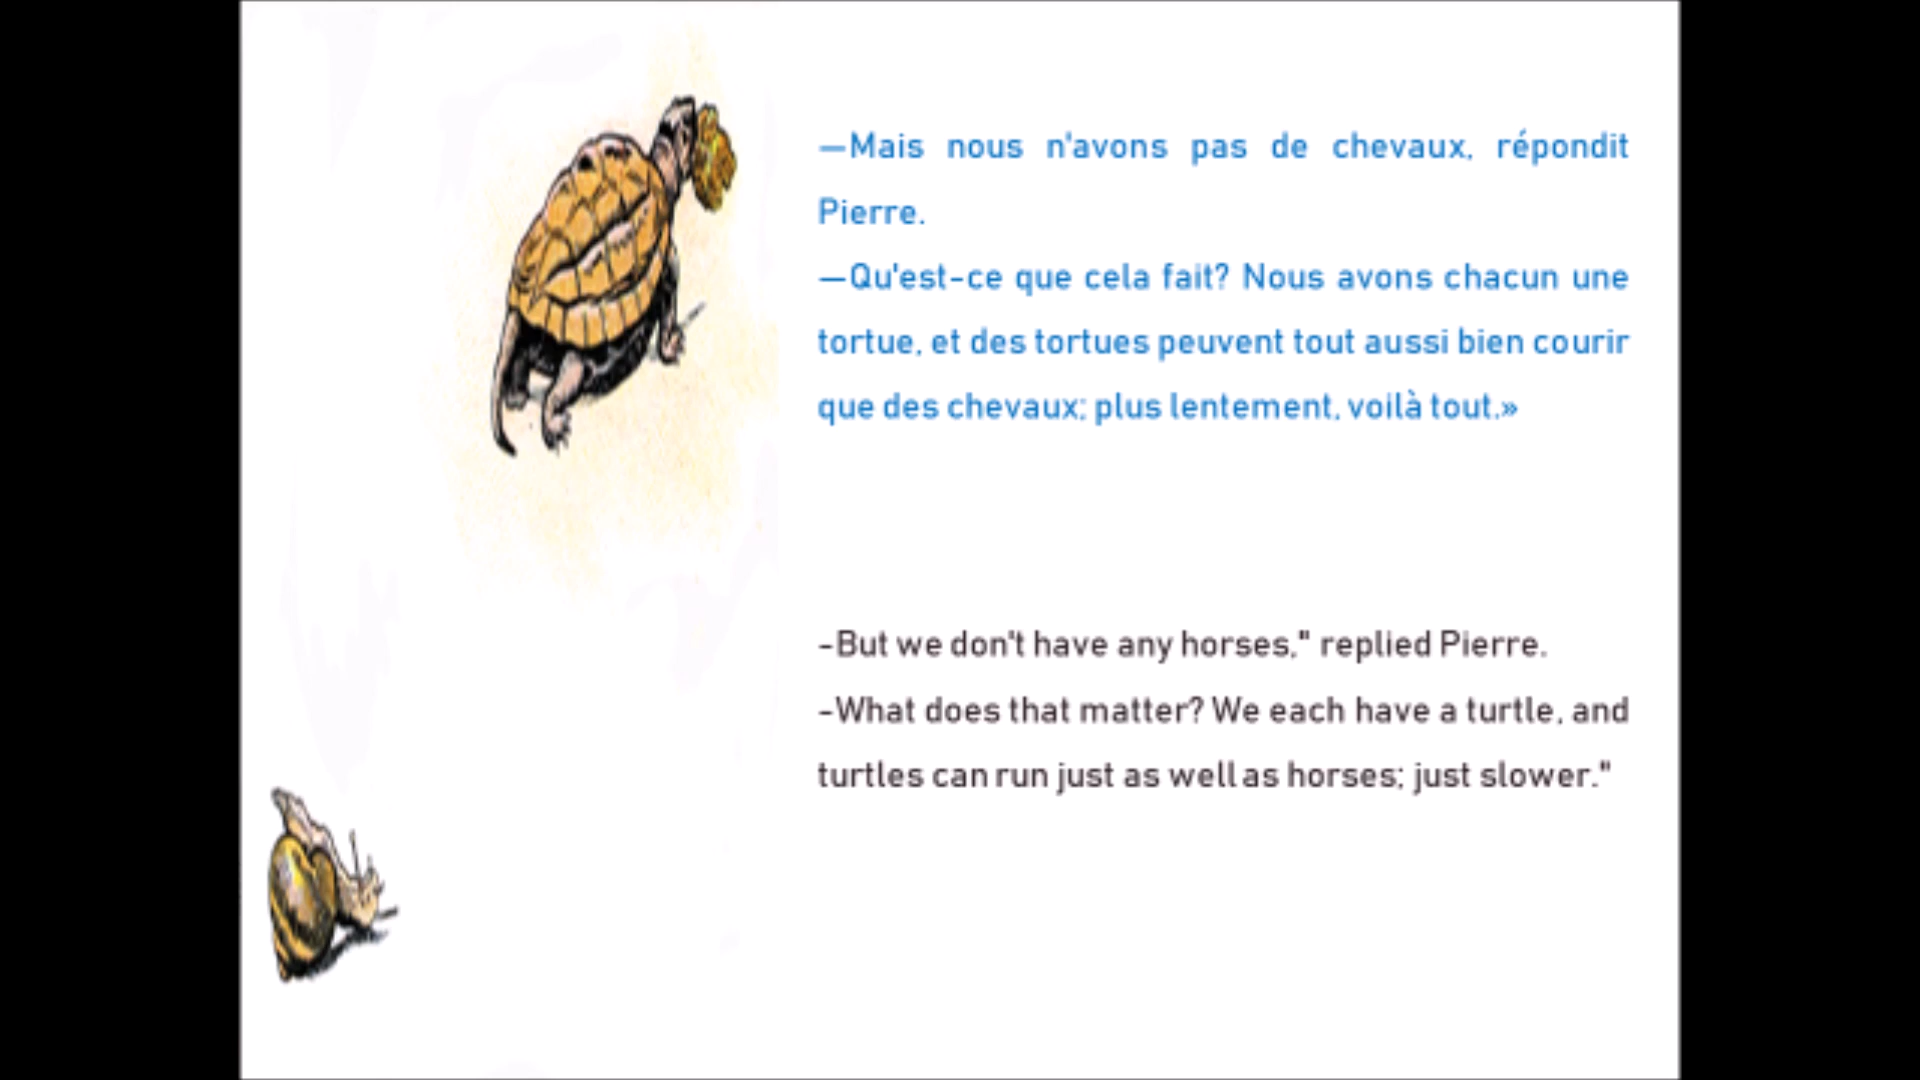 —Mais nous n'avons pas de chevaux, répondit
Pierre.
—Qu'est-ce que cela fait? Nous avons chacun une
tortue, et des tortues peuvent tout aussi bien courir
que des chevaux; plus lentement, voilà tout.»
-But we don't have any horses," replied Pierre.
-What does that matter? We each have a turtle, and
turtles can run just as well as horses; just slower."